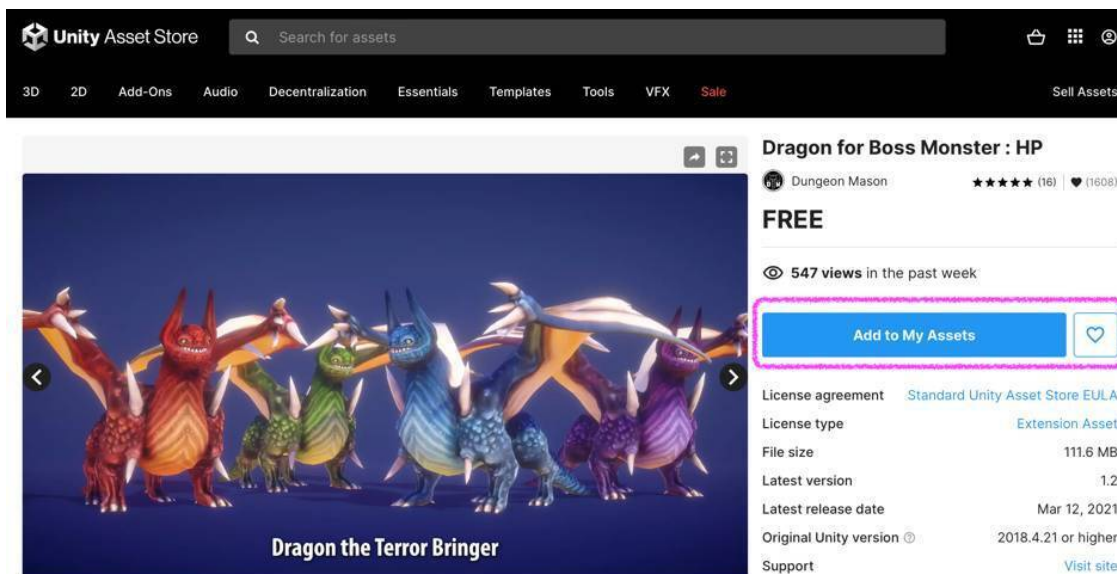 Unity Asset Store
Search for assets
3D 2D Add-Ons Audio Decentralization Essentials Templates Tools VFX Sale Sell Assets
Dragon for Boss Monster : HP
Dungeon Mason ★★★★★ (16) | ♥ (1608)
FREE
547 views in the past week
Add to My Assets
License agreement Standard Unity Asset Store EULA
License type Extension Asset
File size 111.6 MB
Latest version 1.2
Latest release date Mar 12, 2021
Original Unity version 2018.4.21 or higher
Support Visit site
Dragon the Terror Bringer